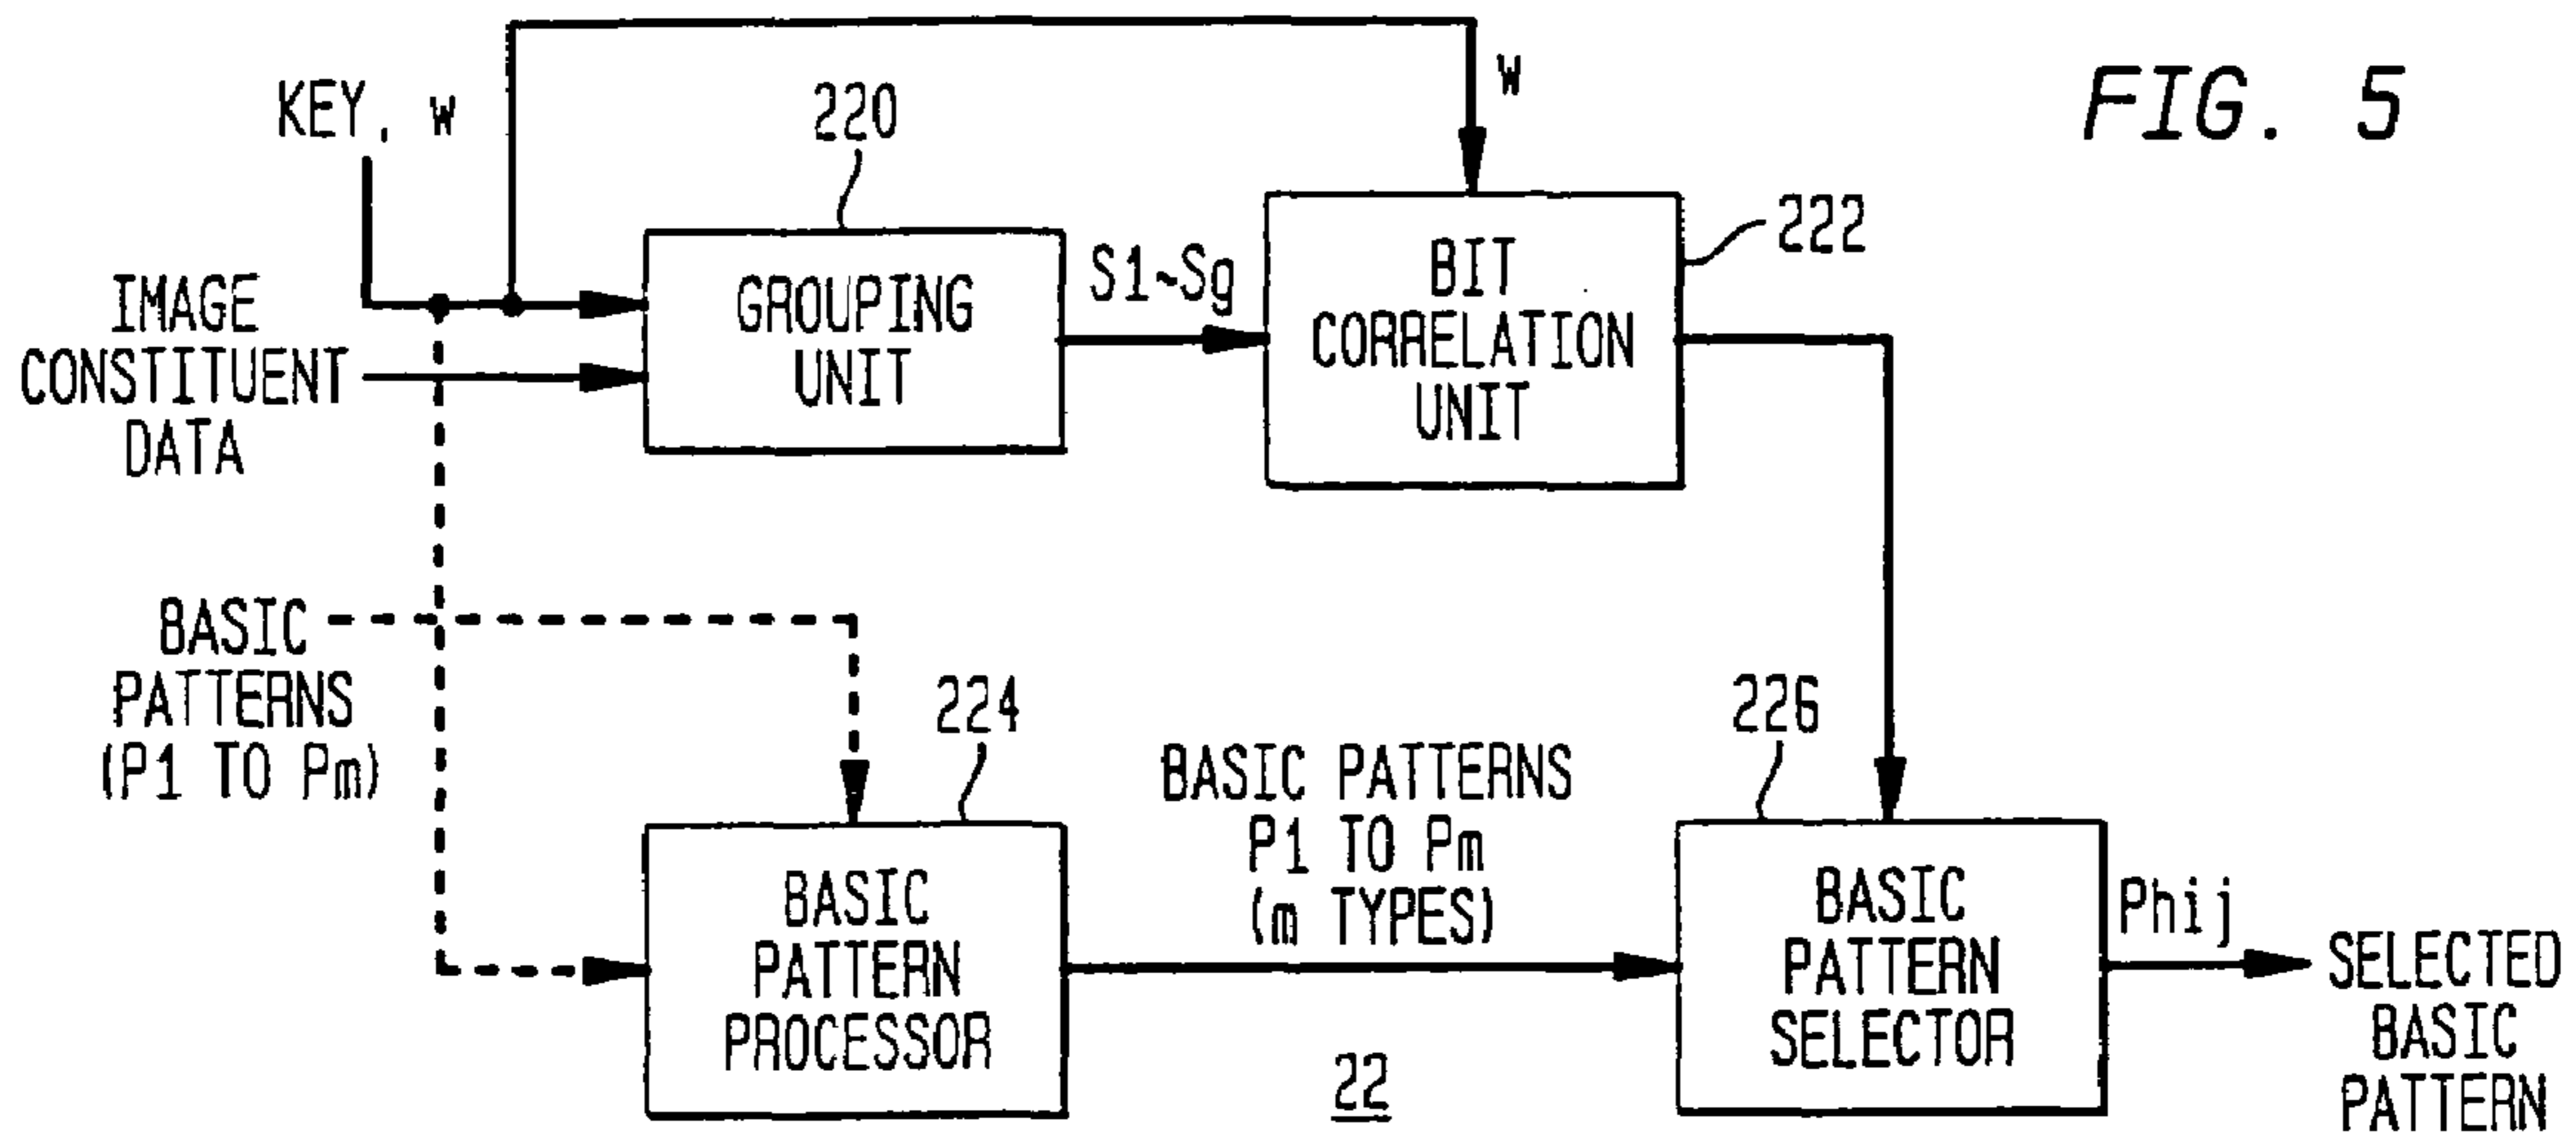 FIG. 5
KEY, w
w
220
222
IMAGE
CONSTITUENT
DATA
GROUPING
UNIT
S1~Sg
BIT
CORRELATION
UNIT
BASIC
PATTERNS
(P1 TO Pm)
224
226
BASIC PATTERNS
P1 TO Pm
(m TYPES)
BASIC
PATTERN
PROCESSOR
BASIC
PATTERN
SELECTOR
Phij
SELECTED
BASIC
PATTERN
22